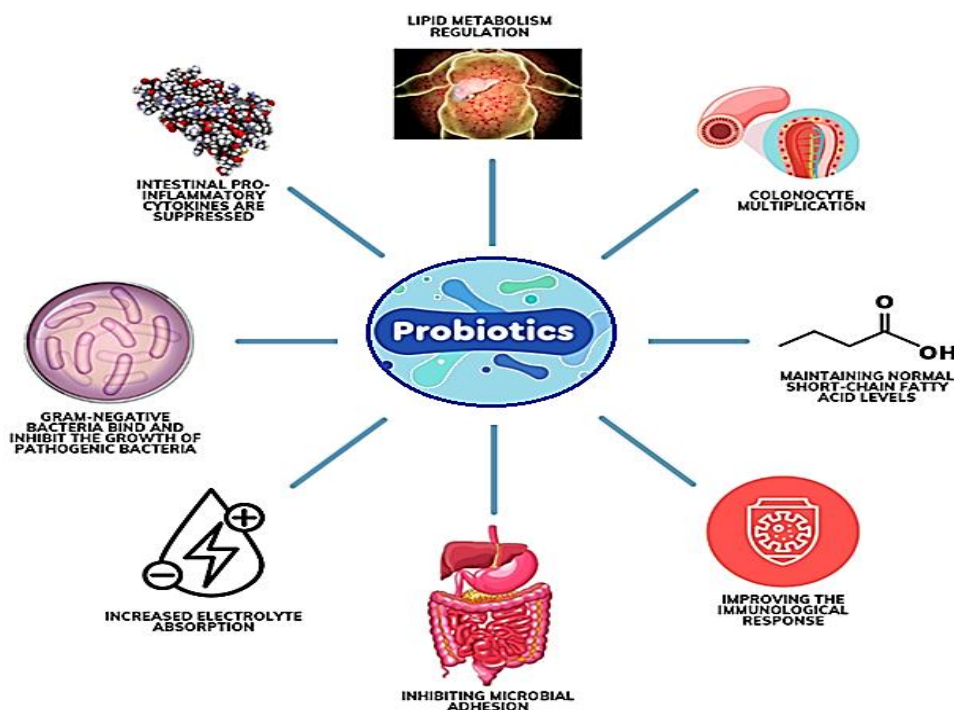 LIPID METABOLISM
REGULATION
INTESTINAL PRO-
INFLAMMATORY
CYTOKINES ARE
SUPPRESSED
COLONOCYTE
MULTIPLICATION
Probiotics
O
OH
MAINTAINING NORMAL
SHORT-CHAIN FATTY
ACID LEVELS
GRAM-NEGATIVE
BACTERIA BIND AND
INHIBIT THE GROWTH OF
PATHOGENIC BACTERIA
INCREASED ELECTROLYTE
ABSORPTION
IMPROVING THE
IMMUNOLOGICAL
RESPONSE
INHIBITING MICROBIAL
ADHESION